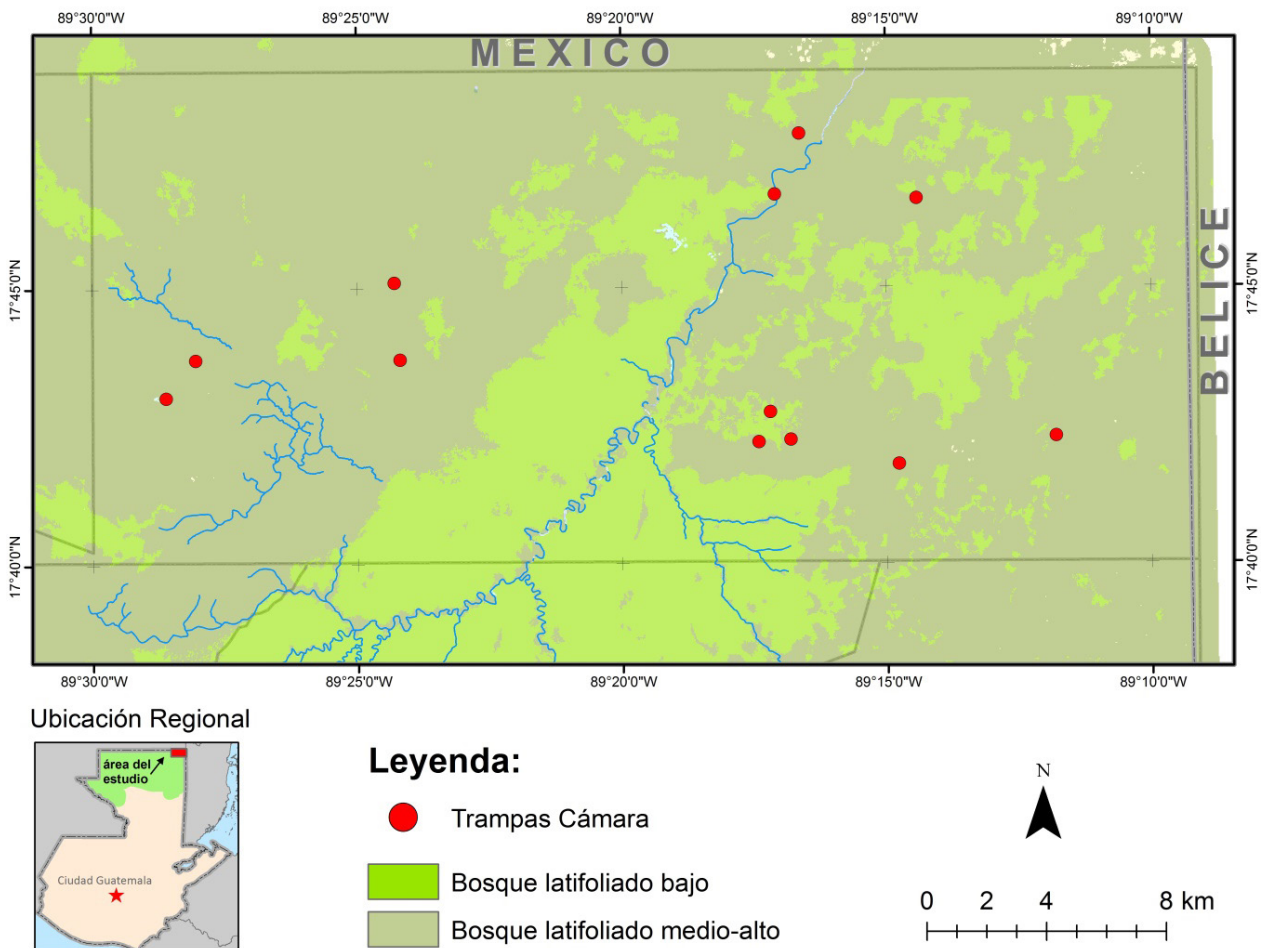 89°30'0"W 89°25'0"W 89°20'0"W 89°15'0"W 89°10'0"W
MEXICO
BELICE
17°45'0"N 17°45'0"N
17°40'0"N 17°40'0"N
89°30'0"W 89°25'0"W 89°20'0"W 89°15'0"W 89°10'0"W
Ubicación Regional
área del
estudio
Ciudad Guatemala
Leyenda:
Trampas Cámara
Bosque latifoliado bajo
Bosque latifoliado medio-alto
N
0 2 4 8 km